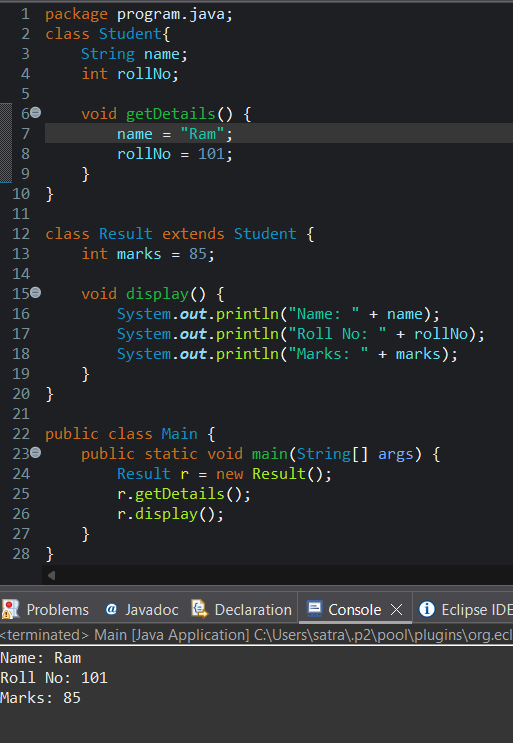 1 package program.java;
2 class Student{
3     String name;
4     int rollNo;
5
6     void getDetails() {
7         name = "Ram";
8         rollNo = 101;
9     }
10 }
11
12 class Result extends Student {
13     int marks = 85;
14
15     void display() {
16         System.out.println("Name: " + name);
17         System.out.println("Roll No: " + rollNo);
18         System.out.println("Marks: " + marks);
19     }
20 }
21
22 public class Main {
23     public static void main(String[] args) {
24         Result r = new Result();
25         r.getDetails();
26         r.display();
27     }
28 }
Problems @ Javadoc Declaration Console Eclipse IDE
<terminated> Main [Java Application] C:\Users\satra\.p2\pool\plugins\org.ecl
Name: Ram
Roll No: 101
Marks: 85